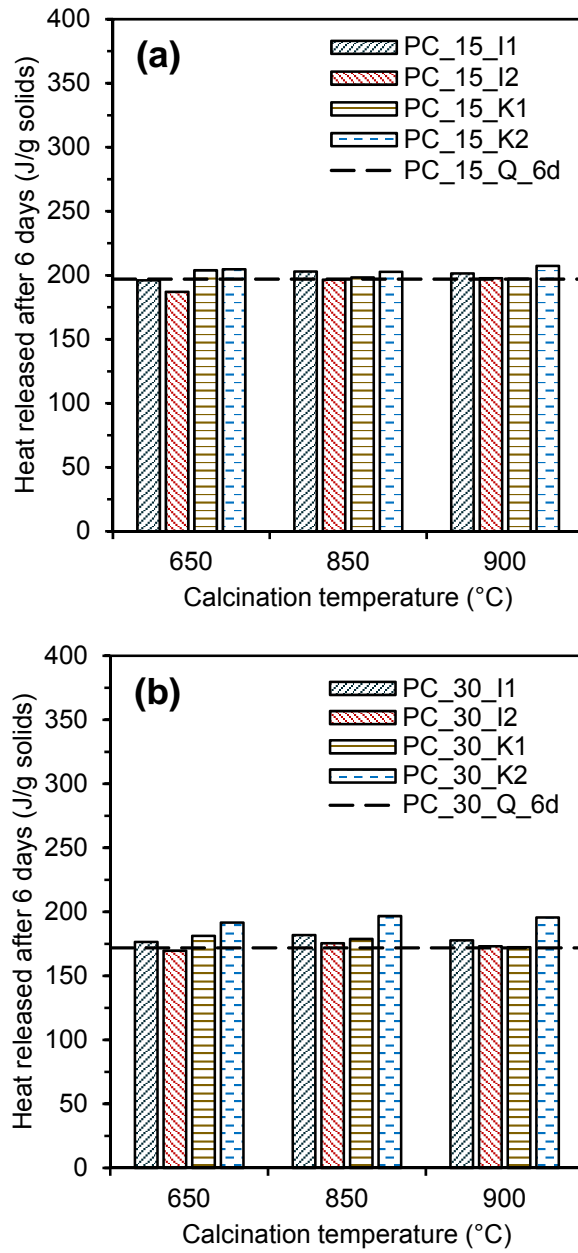 400
350
300
250
200
150
100
50
0
Heat released after 6 days (J/g solids)
(a)
PC_15_I1
PC_15_I2
PC_15_K1
PC_15_K2
PC_15_Q_6d
650 850 900
Calcination temperature (°C)
400
350
300
250
200
150
100
50
0
Heat released after 6 days (J/g solids)
(b)
PC_30_I1
PC_30_I2
PC_30_K1
PC_30_K2
PC_30_Q_6d
650 850 900
Calcination temperature (°C)